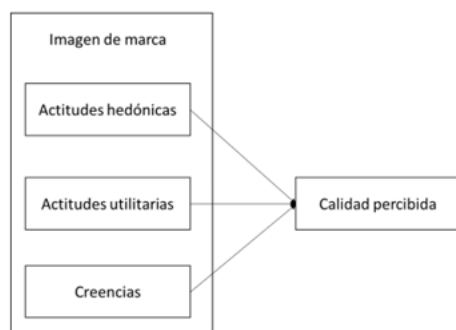 Imagen de marca
Actitudes hedónicas
Actitudes utilitarias
Calidad percibida
Creencias